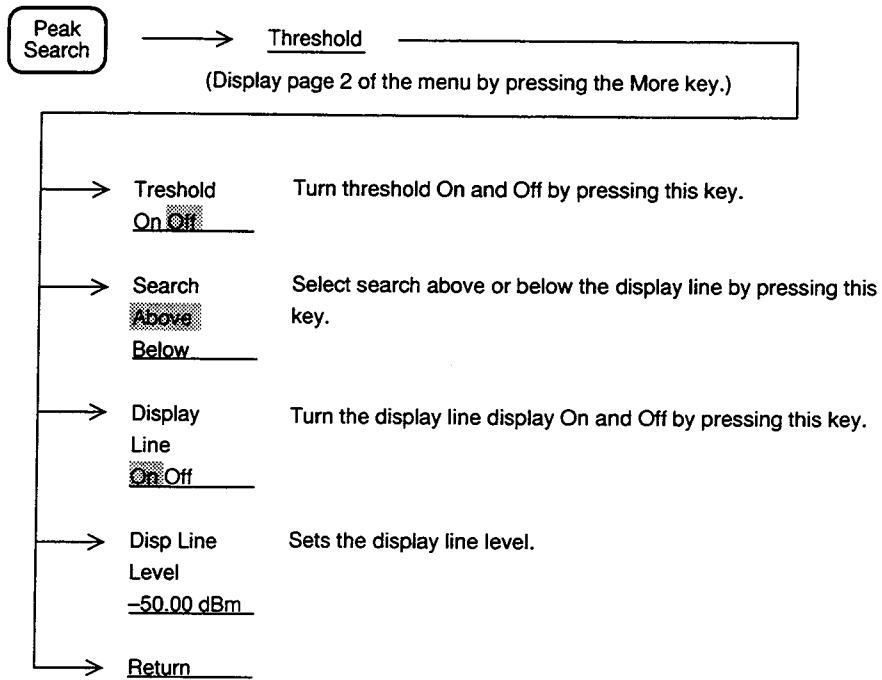 Peak
Search
Threshold
(Display page 2 of the menu by pressing the More key.)
Treshold
On Off
Turn threshold On and Off by pressing this key.
Search
Above
Below
Select search above or below the display line by pressing this
key.
Display
Line
On Off
Turn the display line display On and Off by pressing this key.
Disp Line
Level
–50.00 dBm
Sets the display line level.
Return